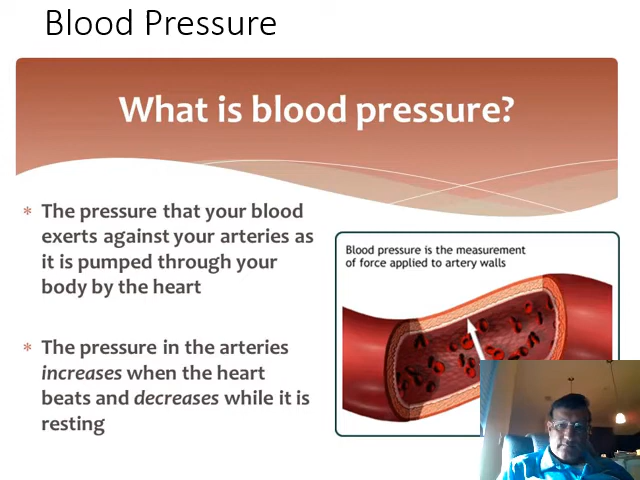 Blood Pressure
What is blood pressure?
* The pressure that your blood
exerts against your arteries as
it is pumped through your
body by the heart
* The pressure in the arteries
increases when the heart
beats and decreases while it is
resting
Blood pressure is the measurement
of force applied to artery walls